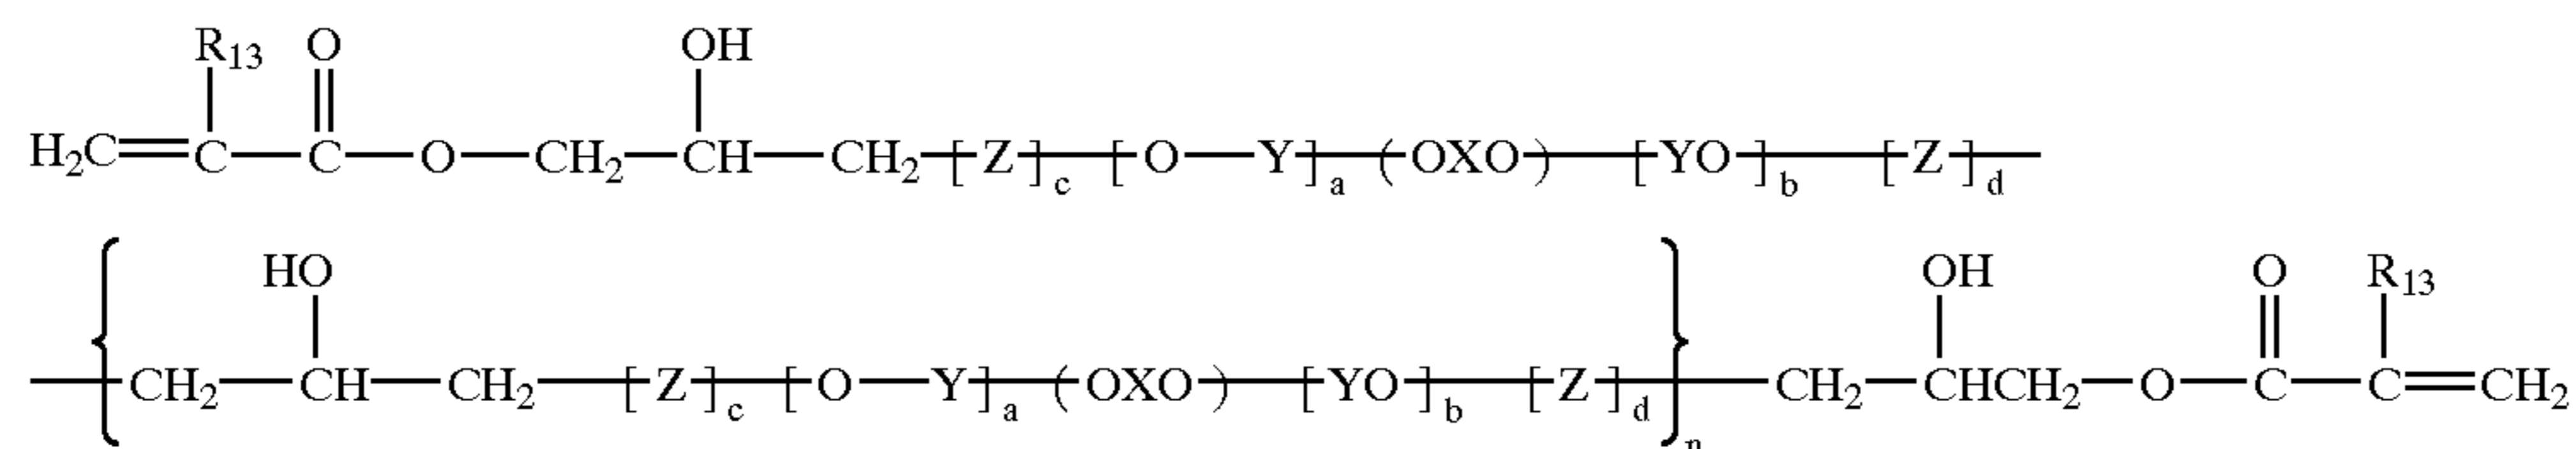 R13 O OH
H2C=C—C—O—CH2—CH—CH2—[Z]c—[O—Y]a—(OXO)—[YO]b—[Z]d—
HO OH O R13
—{CH2—CH—CH2—[Z]c—[O—Y]a—(OXO)—[YO]b—[Z]d}n—CH2—CHCH2—O—C—C=CH2